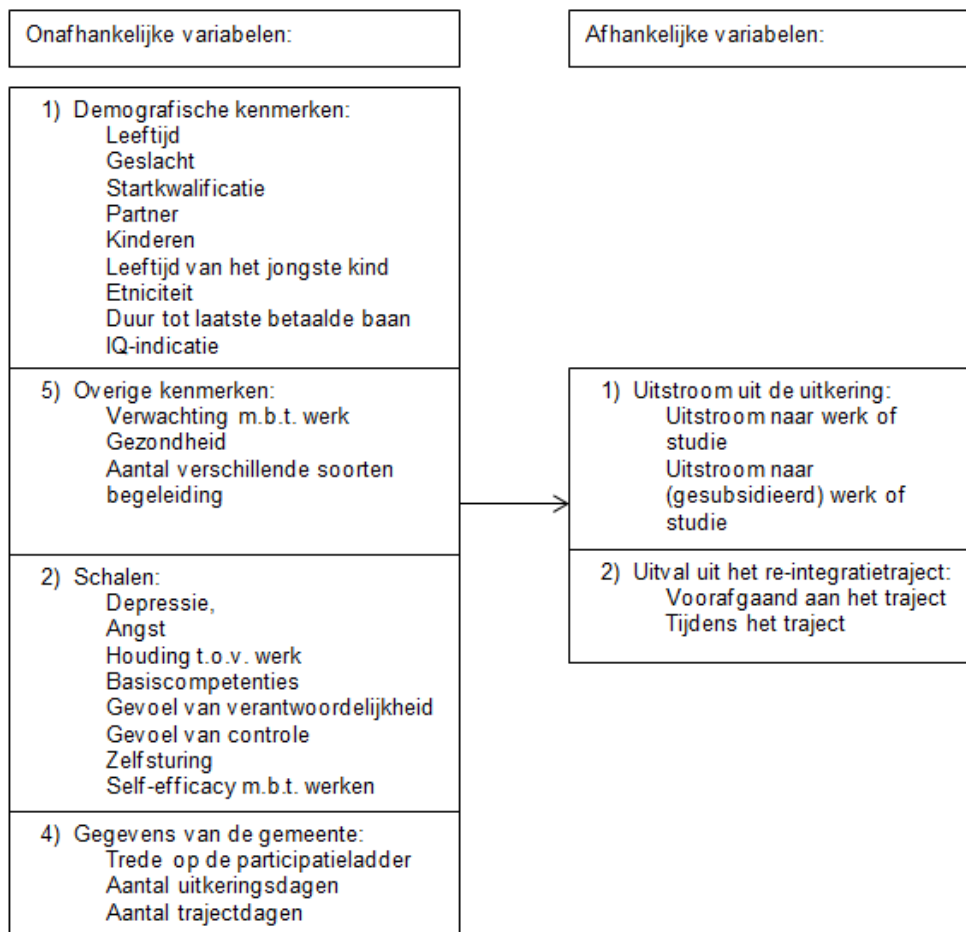 Onafhankelijke variabelen:
1) Demografische kenmerken:
Leeftijd
Geslacht
Startkwalificatie
Partner
Kinderen
Leeftijd van het jongste kind
Etniciteit
Duur tot laatste betaalde baan
IQ-indicatie
5) Overige kenmerken:
Verwachting m.b.t. werk
Gezondheid
Aantal verschillende soorten
begeleiding
2) Schalen:
Depressie,
Angst
Houding t.o.v. werk
Basiscompetenties
Gevoel van verantwoordelijkheid
Gevoel van controle
Zelfsturing
Self-efficacy m.b.t. werken
4) Gegevens van de gemeente:
Trede op de participatieladder
Aantal uitkeringsdagen
Aantal trajectdagen
Afhankelijke variabelen:
1) Uitstroom uit de uitkering:
Uitstroom naar werk of
studie
Uitstroom naar
(gesubsidieerd) werk of
studie
2) Uitval uit het re-integratietraject:
Voorafgaand aan het traject
Tijdens het traject